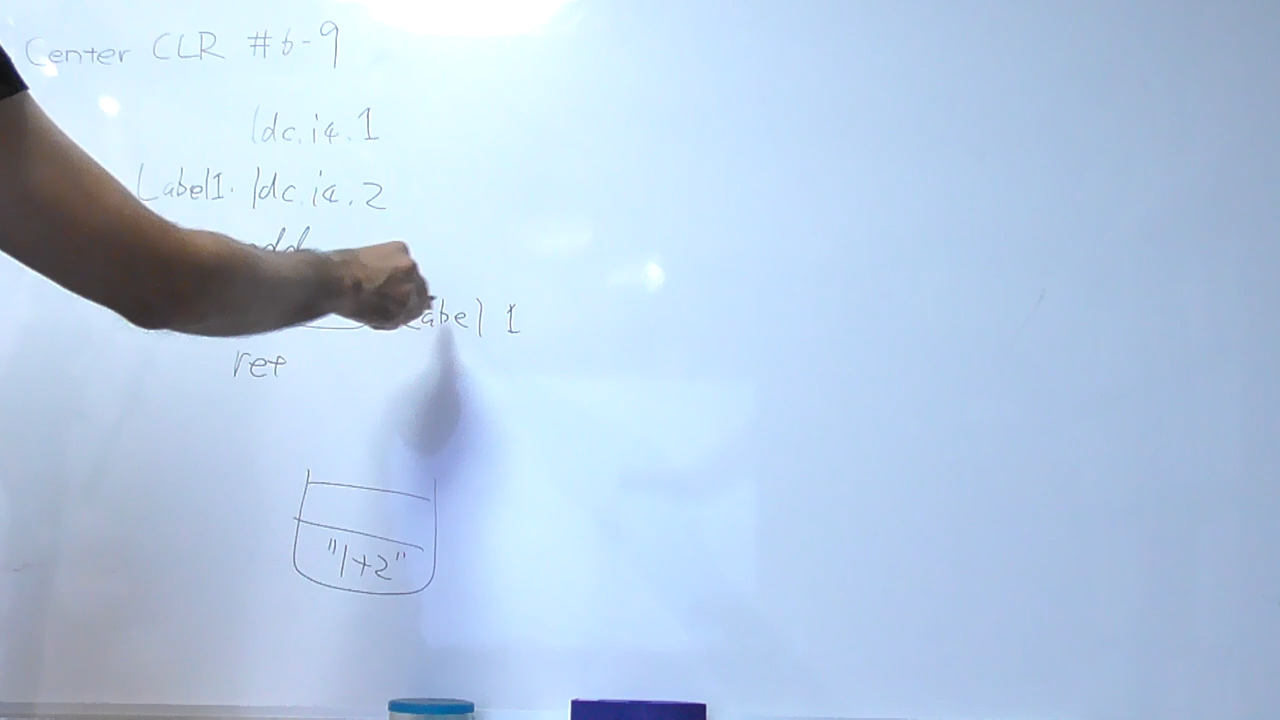 Center CLR #6-9
ldc.i4.1
Label1. ldc.i4.2
Label 1
ret
"1+2"